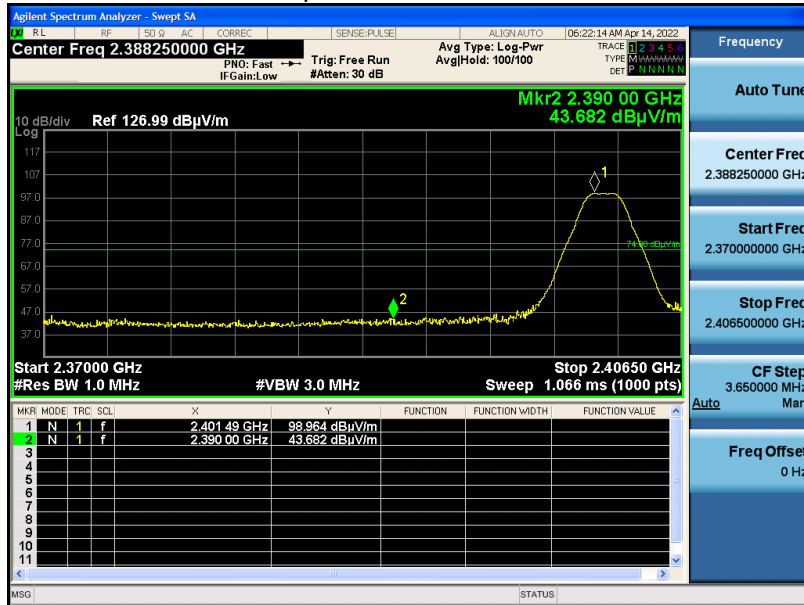 Agilent Spectrum Analyzer - Swept SA
LXI RL RF 50 Ω AC CORREC SENSE:PULSE ALIGN AUTO 06:22:14 AM Apr 14, 2022
Center Freq 2.388250000 GHz
PNO: Fast
IFGain:Low
Trig: Free Run
#Atten: 30 dB
Avg Type: Log-Pwr
Avg|Hold: 100/100
TRACE 1 2 3 4 5 6
TYPE M W W W W W
DET P N N N N N
Mkr2 2.390 00 GHz
43.682 dBµV/m
10 dB/div Ref 126.99 dBµV/m
Log
117
107
97.0
87.0
77.0
67.0
57.0
47.0
37.0
1
2
74.00 dBµV/m
Start 2.37000 GHz Stop 2.40650 GHz
#Res BW 1.0 MHz #VBW 3.0 MHz Sweep 1.066 ms (1000 pts)
MKR MODE TRC SCL X Y FUNCTION FUNCTION WIDTH FUNCTION VALUE
1 N 1 f 2.401 49 GHz 98.964 dBµV/m
2 N 1 f 2.390 00 GHz 43.682 dBµV/m
3
4
5
6
7
8
9
10
11
MSG STATUS
Frequency
Auto Tune
Center Freq
2.388250000 GHz
Start Freq
2.370000000 GHz
Stop Freq
2.406500000 GHz
CF Step
3.650000 MHz
Auto Man
Freq Offset
0 Hz